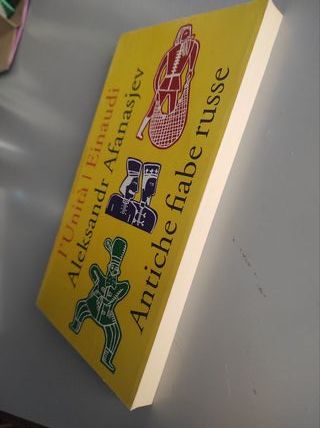 l'Unità | Einaudi
Aleksandr Afanasjev
Antiche fiabe russe